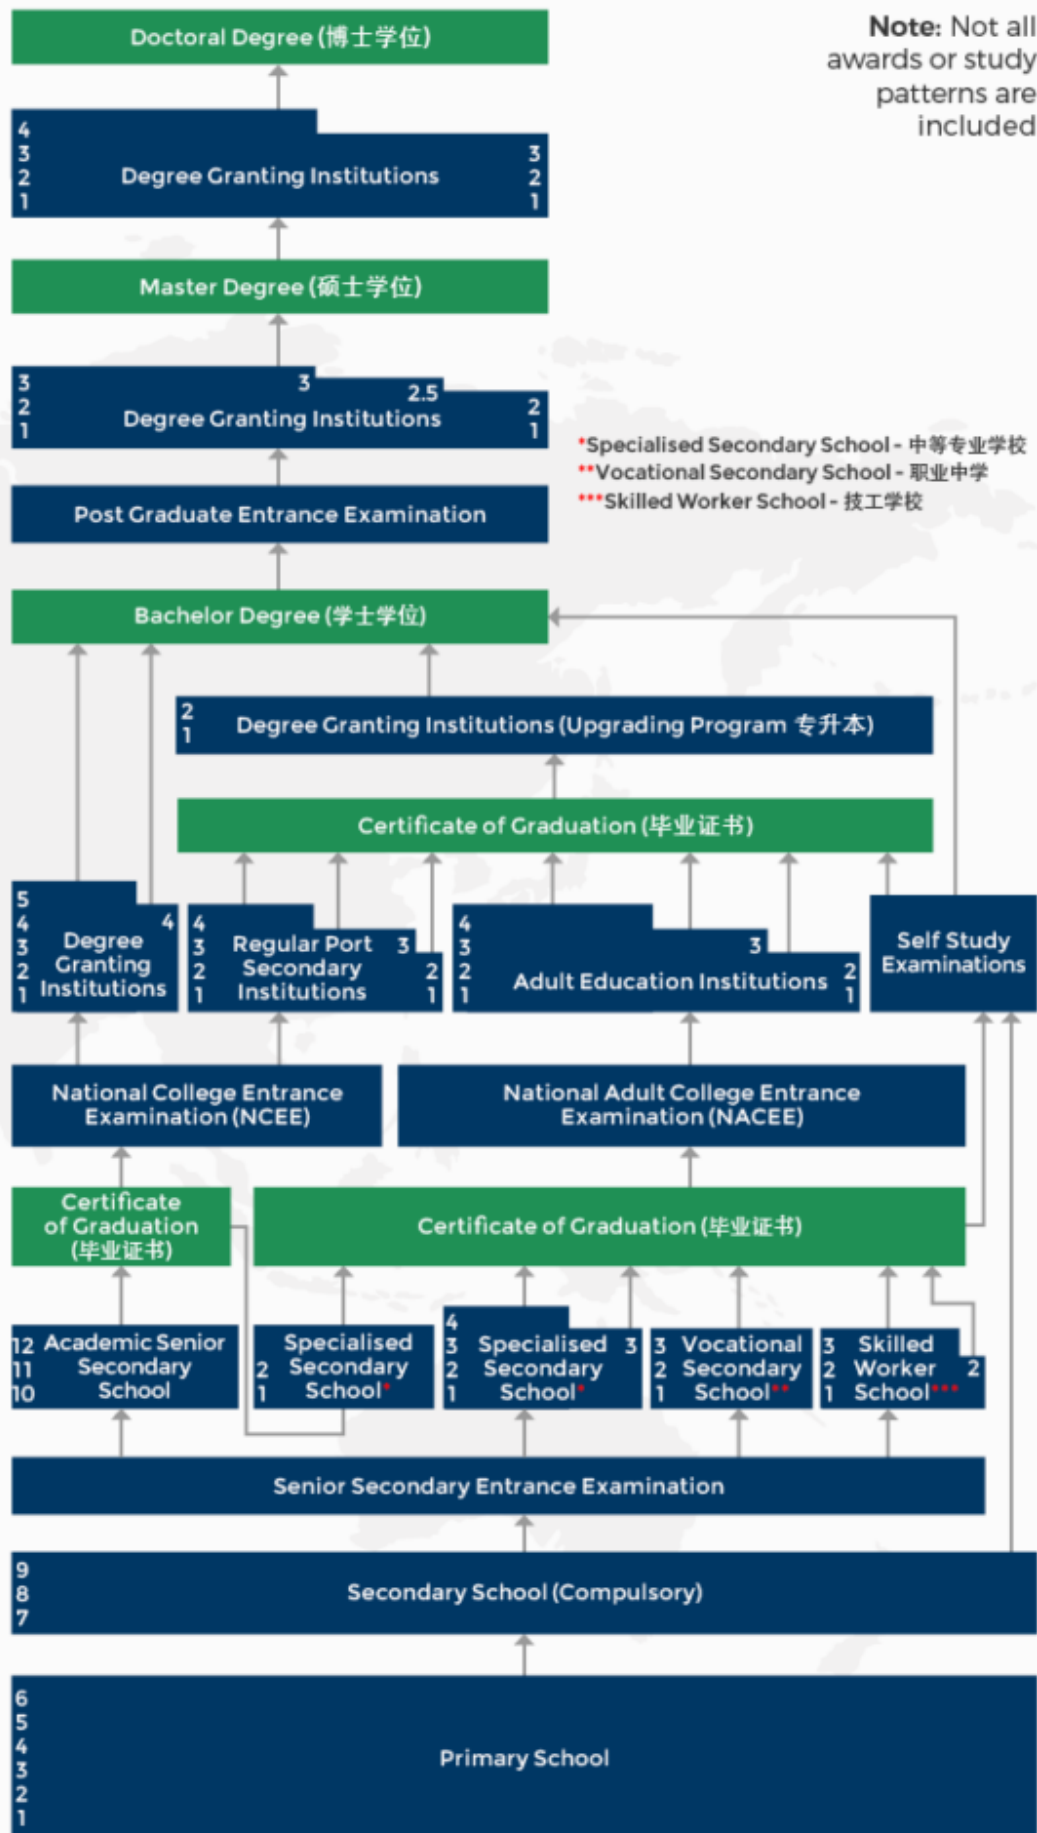 Doctoral Degree (博士学位)
Note: Not all
awards or study
patterns are
included
4
3
2
1
Degree Granting Institutions
3
2
1
Master Degree (硕士学位)
3
2
1
3
2.5
Degree Granting Institutions
2
1
*Specialised Secondary School - 中等专业学校
**Vocational Secondary School - 职业中学
***Skilled Worker School - 技工学校
Post Graduate Entrance Examination
Bachelor Degree (学士学位)
2
1
Degree Granting Institutions (Upgrading Program 专升本)
Certificate of Graduation (毕业证书)
5
4
3
2
1
4
Degree
Granting
Institutions
4
3
2
1
Regular Port
Secondary
Institutions
3
2
1
4
3
2
1
3
Adult Education Institutions
2
1
Self Study
Examinations
National College Entrance
Examination (NCEE)
National Adult College Entrance
Examination (NACEE)
Certificate
of Graduation
(毕业证书)
Certificate of Graduation (毕业证书)
12
11
10
Academic Senior
Secondary
School
2
1
Specialised
Secondary
School*
4
3
2
1
Specialised
Secondary
School*
3
3
2
1
Vocational
Secondary
School**
3
2
1
Skilled
Worker
School***
2
Senior Secondary Entrance Examination
9
8
7
Secondary School (Compulsory)
6
5
4
3
2
1
Primary School